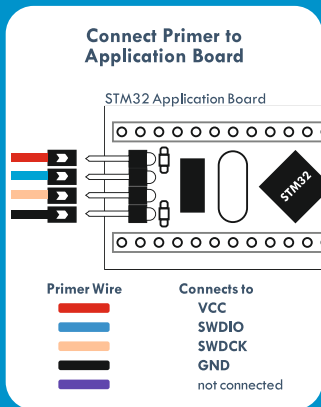 Connect Primer to
Application Board
STM32 Application Board
STM32
Primer Wire Connects to
VCC
SWDIO
SWDCK
GND
not connected